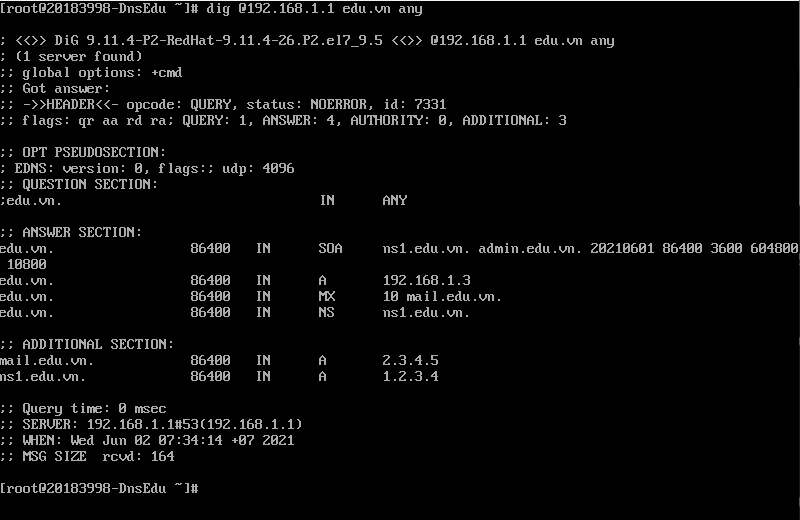 [root@20183998-DnsEdu ~]# dig @192.168.1.1 edu.vn any
; <<>> DiG 9.11.4-P2-RedHat-9.11.4-26.P2.el7_9.5 <<>> @192.168.1.1 edu.vn any
; (1 server found)
;; global options: +cmd
;; Got answer:
;; ->>HEADER<<- opcode: QUERY, status: NOERROR, id: 7331
;; flags: qr aa rd ra; QUERY: 1, ANSWER: 4, AUTHORITY: 0, ADDITIONAL: 3
;; OPT PSEUDOSECTION:
; EDNS: version: 0, flags:; udp: 4096
;; QUESTION SECTION:
;edu.vn. IN ANY
;; ANSWER SECTION:
edu.vn. 86400 IN SOA ns1.edu.vn. admin.edu.vn. 20210601 86400 3600 604800
10800
edu.vn. 86400 IN A 192.168.1.3
edu.vn. 86400 IN MX 10 mail.edu.vn.
edu.vn. 86400 IN NS ns1.edu.vn.
;; ADDITIONAL SECTION:
mail.edu.vn. 86400 IN A 2.3.4.5
ns1.edu.vn. 86400 IN A 1.2.3.4
;; Query time: 0 msec
;; SERVER: 192.168.1.1#53(192.168.1.1)
;; WHEN: Wed Jun 02 07:34:14 +07 2021
;; MSG SIZE rcvd: 164
[root@20183998-DnsEdu ~]#